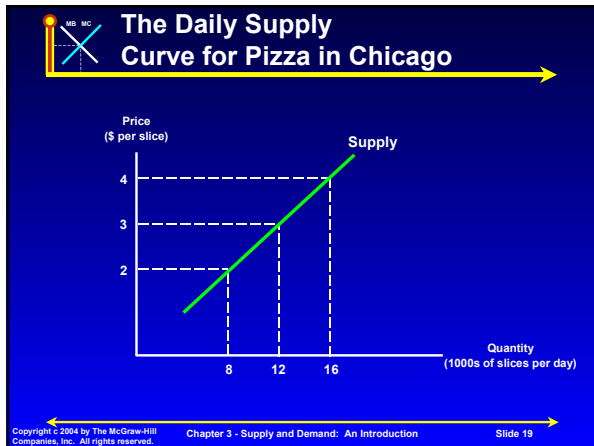 MB MC
The Daily Supply
Curve for Pizza in Chicago
Price
($ per slice)
Supply
4
3
2
Quantity
(1000s of slices per day)
8 12 16
Copyright c 2004 by The McGraw-Hill
Companies, Inc. All rights reserved.
Chapter 3 - Supply and Demand: An Introduction
Slide 19